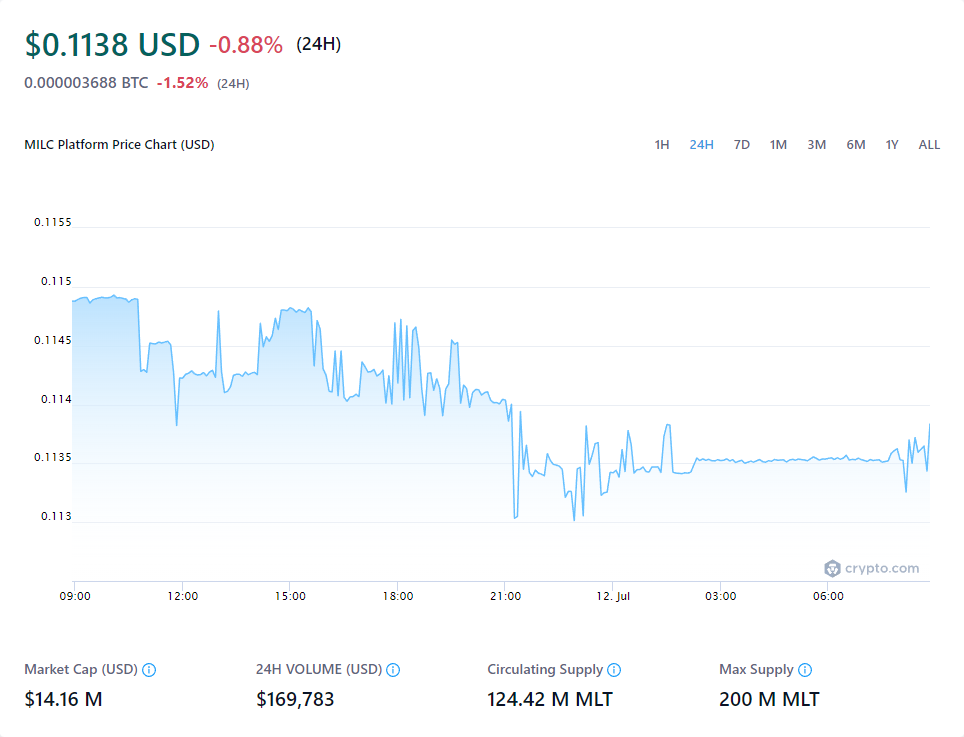 $0.1138 USD -0.88% (24H)
0.000003688 BTC -1.52% (24H)
MILC Platform Price Chart (USD) 1H 24H 7D 1M 3M 6M 1Y ALL
0.1155
0.115
0.1145
0.114
0.1135
0.113
crypto.com
09:00 12:00 15:00 18:00 21:00 12. Jul 03:00 06:00
Market Cap (USD) 24H VOLUME (USD) Circulating Supply Max Supply
$14.16 M $169,783 124.42 M MLT 200 M MLT